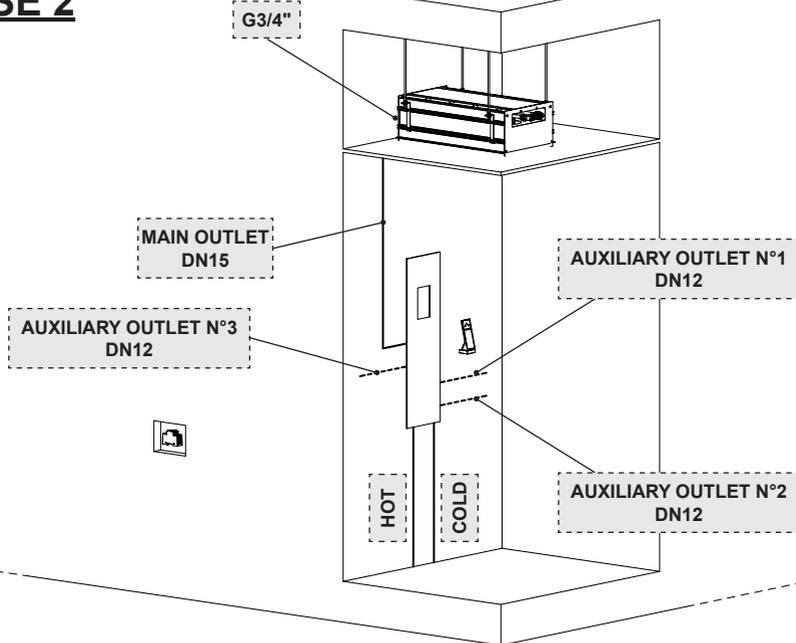 SE 2
G3/4"
MAIN OUTLET
DN15
AUXILIARY OUTLET N°1
DN12
AUXILIARY OUTLET N°3
DN12
HOT
COLD
AUXILIARY OUTLET N°2
DN12